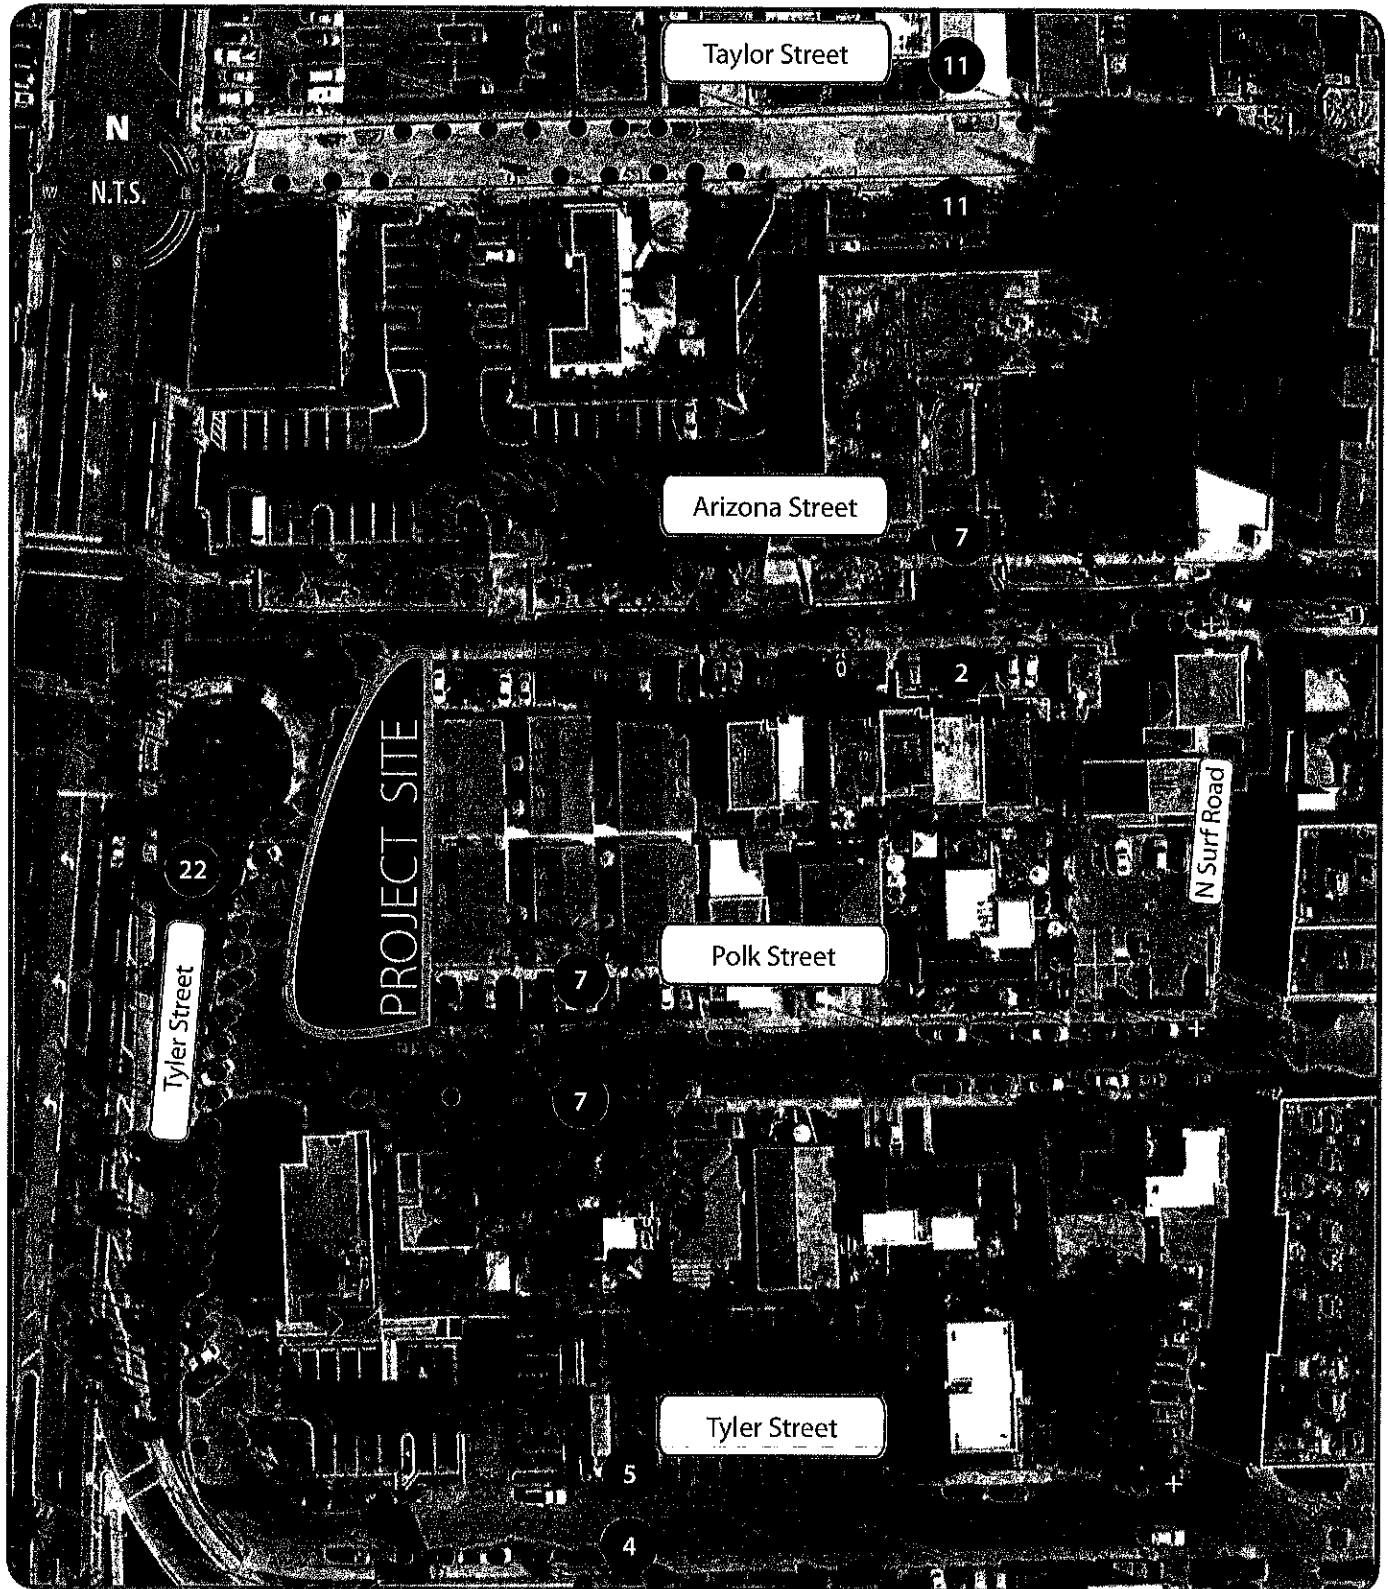 Taylor Street
11
N
N.T.S.
S
11
Arizona Street
7
2
PROJECT SITE
N Surf Road
22
Polk Street
7
Tyler Street
7
Tyler Street
5
4